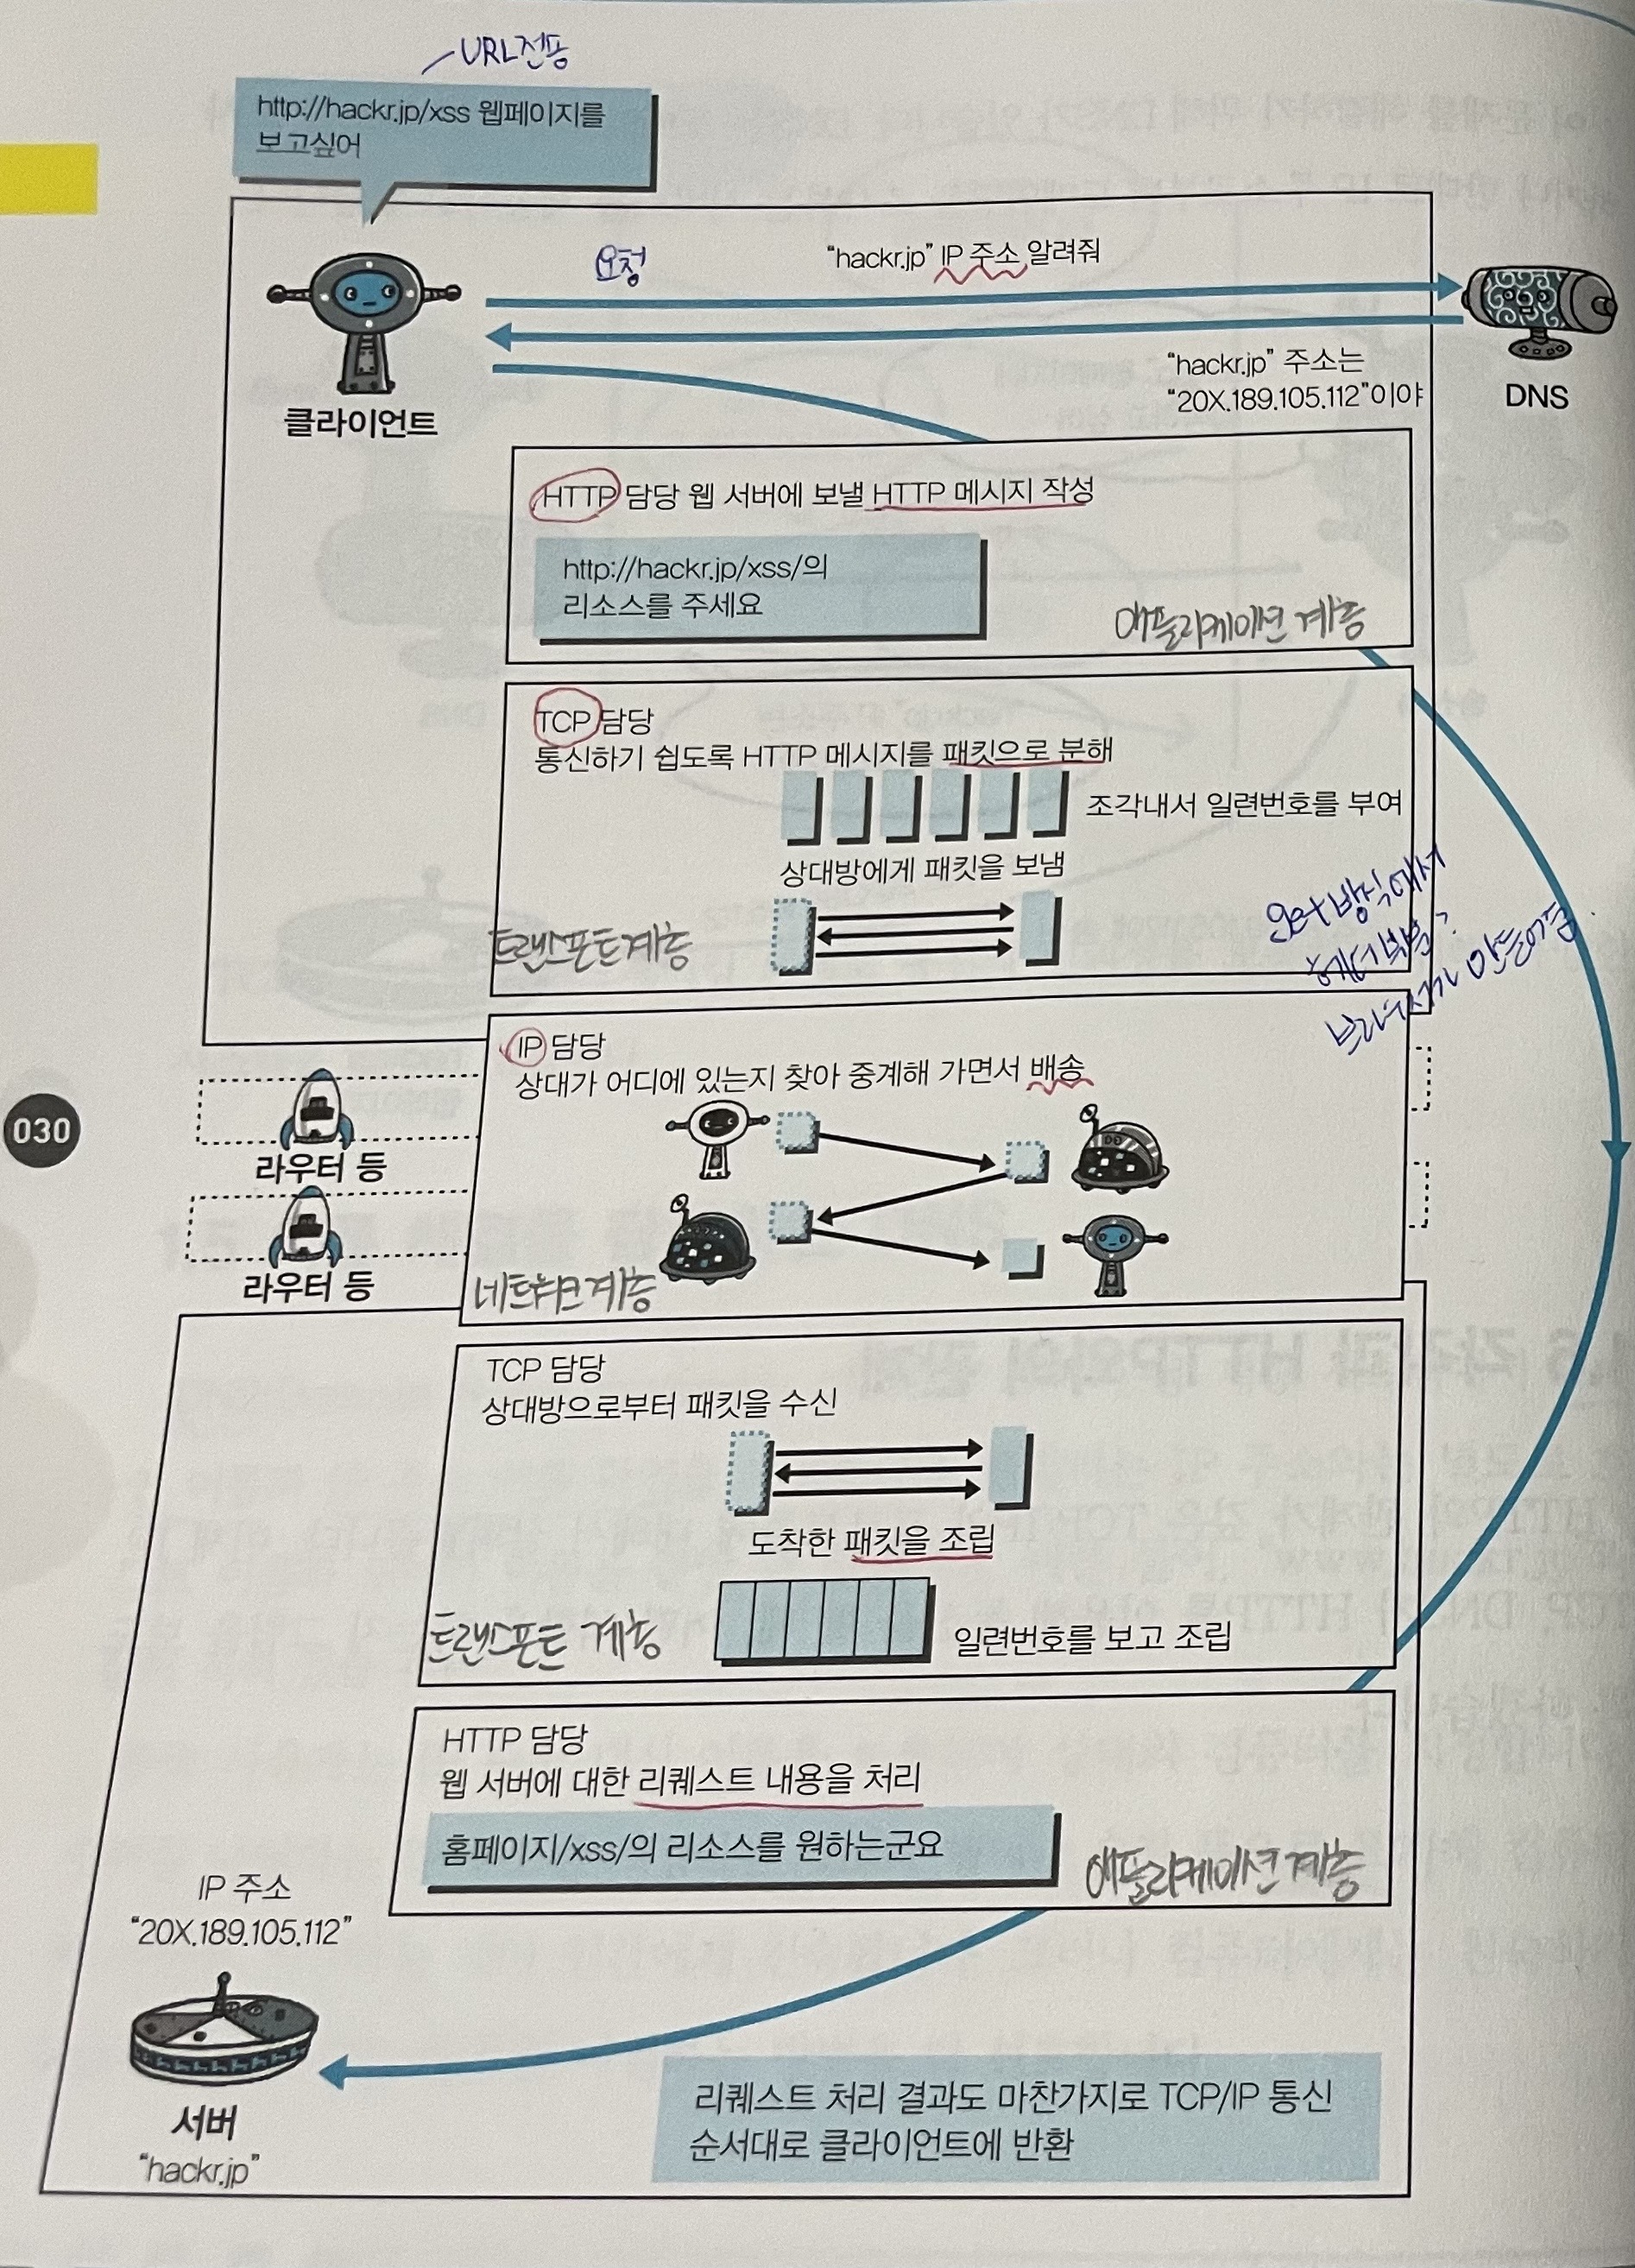 URL전송
http://hackr.jp/xss 웹페이지를
보고싶어
요청
"hackr.jp" IP 주소 알려줘
"hackr.jp" 주소는
"20X.189.105.112"이야
클라이언트
DNS
HTTP 담당 웹 서버에 보낼 HTTP 메시지 작성
http://hackr.jp/xss/의
리소스를 주세요
애플리케이션 계층
TCP 담당
통신하기 쉽도록 HTTP 메시지를 패킷으로 분해
조각내서 일련번호를 부여
상대방에게 패킷을 보냄
트랜스포트계층
방식에서
브라우저가 만들어줌.
IP 담당
상대가 어디에 있는지 찾아 중계해 가면서 배송
030
라우터 등
라우터 등
네트워크계층
TCP 담당
상대방으로부터 패킷을 수신
도착한 패킷을 조립
트랜스포트 계층
일련번호를 보고 조립
HTTP 담당
웹 서버에 대한 리퀘스트 내용을 처리
홈페이지/xss/의 리소스를 원하는군요
애플리케이션 계층
IP 주소
"20X.189.105.112"
서버
"hackr.jp"
리퀘스트 처리 결과도 마찬가지로 TCP/IP 통신
순서대로 클라이언트에 반환